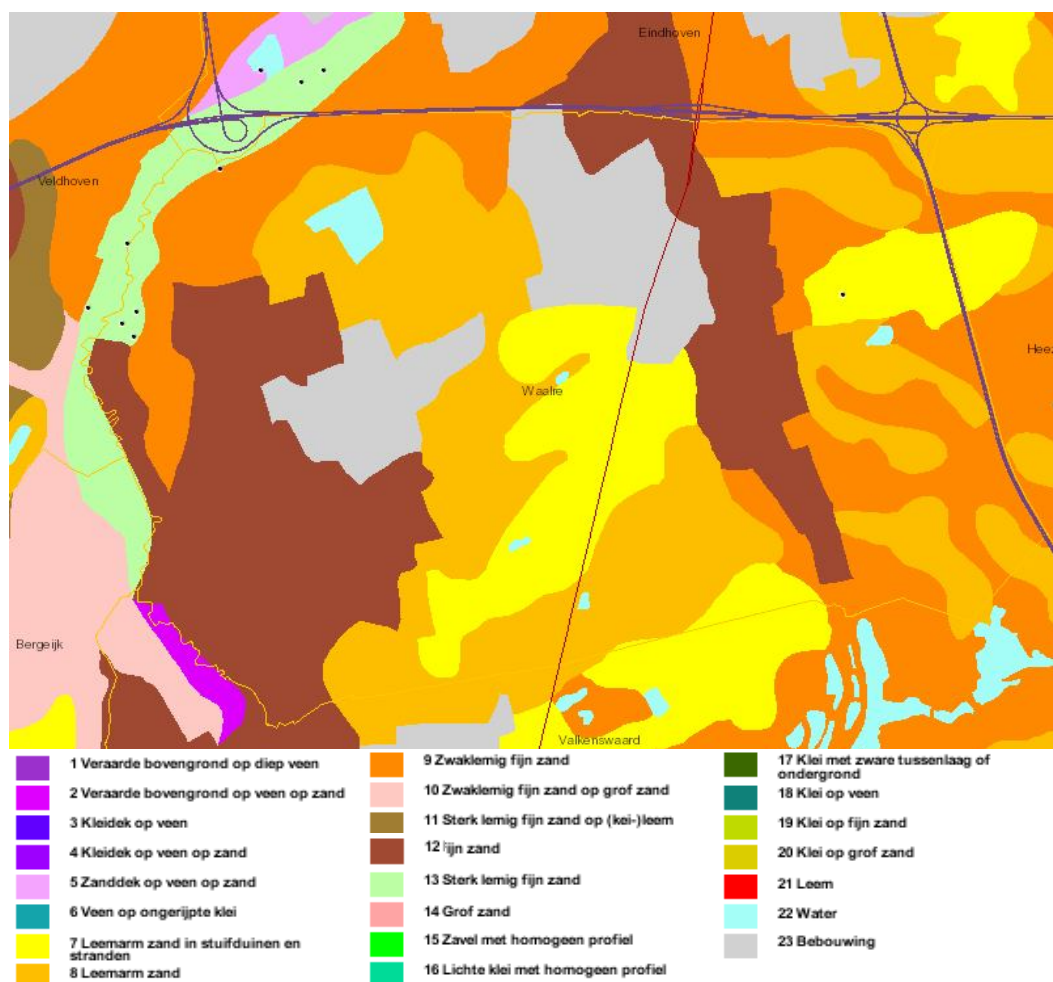 Eindhoven
Veldhoven
Heez
Waalre
Bergeijk
Valkenswaard
1 Veraarde bovengrond op diep veen
2 Veraarde bovengrond op veen op zand
3 Kleidek op veen
4 Kleidek op veen op zand
5 Zanddek op veen op zand
6 Veen op ongerijpte klei
7 Leemarm zand in stuifduinen en
stranden
8 Leemarm zand
9 Zwaklemig fijn zand
10 Zwaklemig fijn zand op grof zand
11 Sterk lemig fijn zand op (kei-)leem
12 Fijn zand
13 Sterk lemig fijn zand
14 Grof zand
15 Zavel met homogeen profiel
16 Lichte klei met homogeen profiel
17 Klei met zware tussenlaag of
ondergrond
18 Klei op veen
19 Klei op fijn zand
20 Klei op grof zand
21 Leem
22 Water
23 Bebouwing